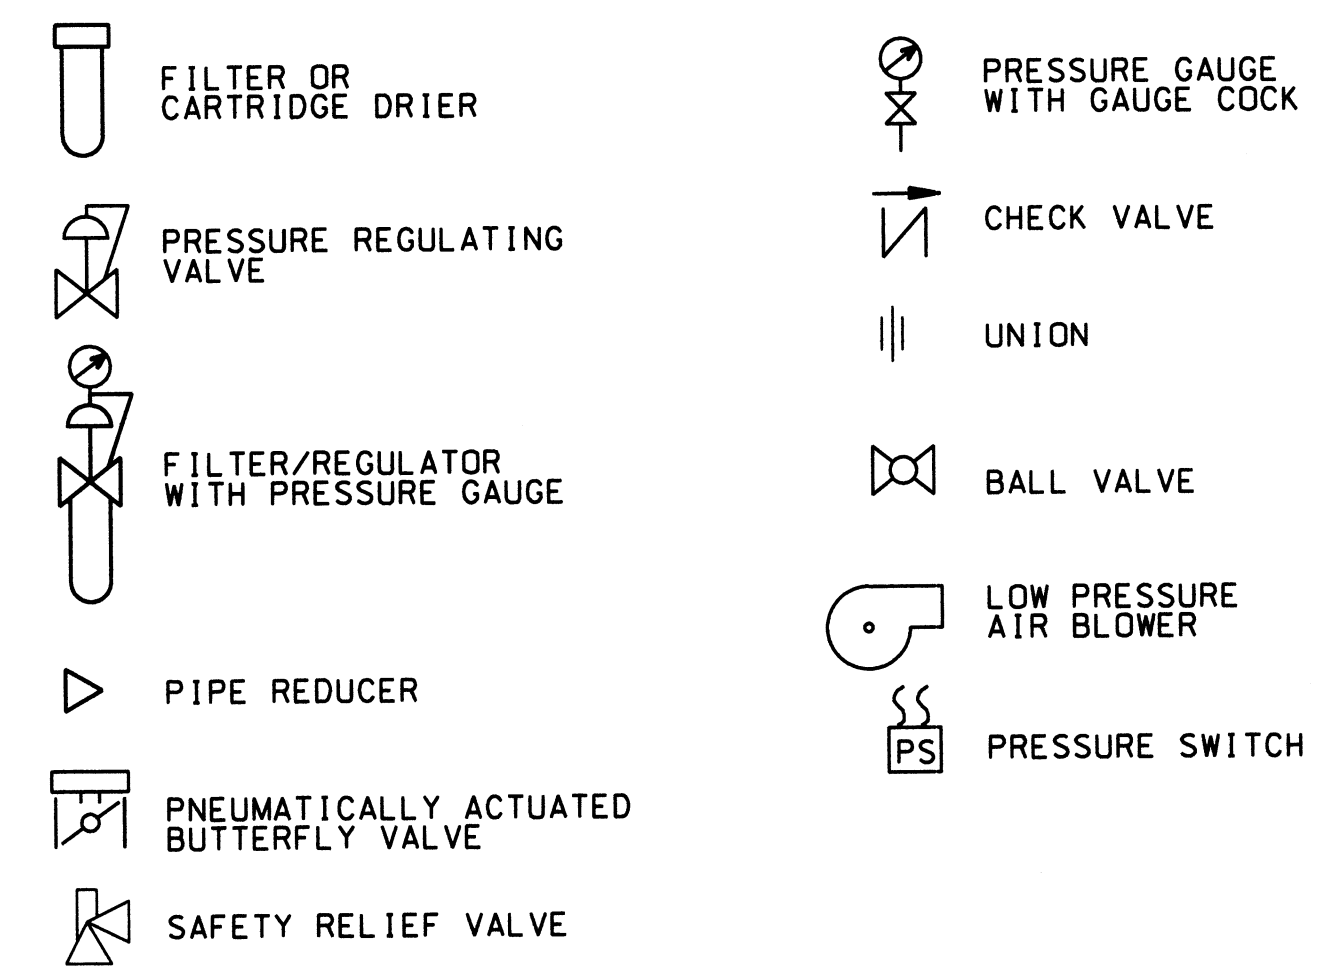 FILTER OR
CARTRIDGE DRIER
PRESSURE REGULATING
VALVE
FILTER/REGULATOR
WITH PRESSURE GAUGE
PIPE REDUCER
PNEUMATICALLY ACTUATED
BUTTERFLY VALVE
SAFETY RELIEF VALVE
PRESSURE GAUGE
WITH GAUGE COCK
CHECK VALVE
UNION
BALL VALVE
LOW PRESSURE
AIR BLOWER
PS
PRESSURE SWITCH